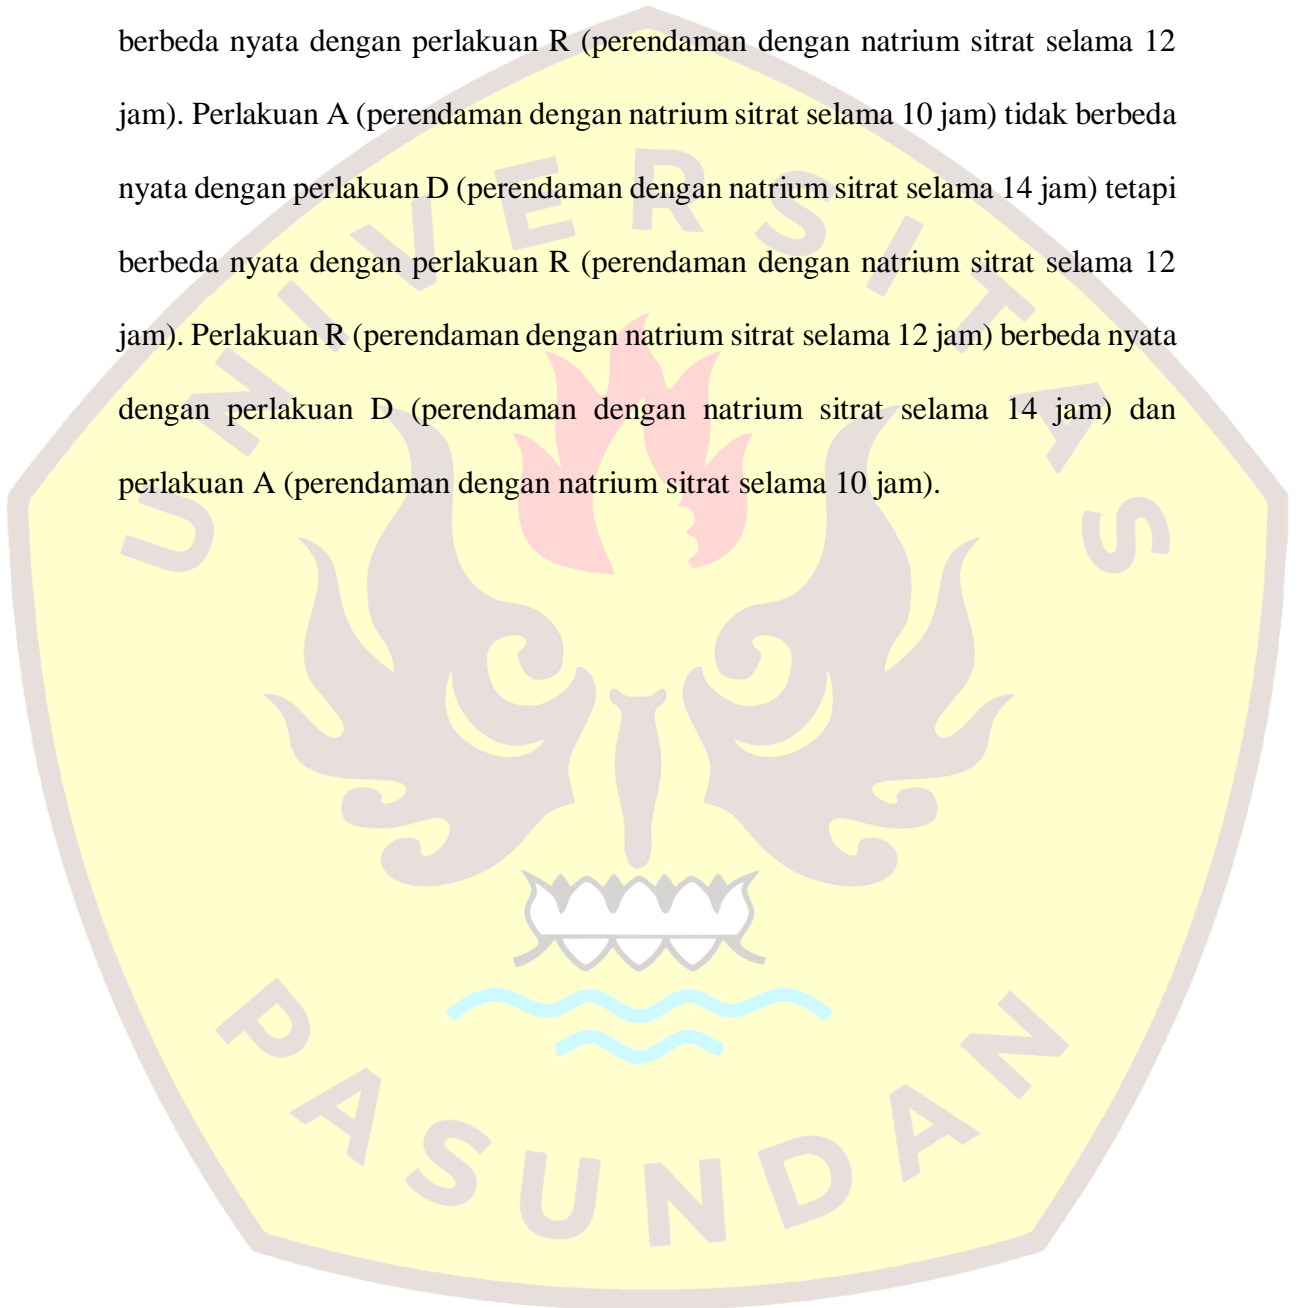 berbeda nyata dengan perlakuan R (perendaman dengan natrium sitrat selama 12
jam). Perlakuan A (perendaman dengan natrium sitrat selama 10 jam) tidak berbeda
nyata dengan perlakuan D (perendaman dengan natrium sitrat selama 14 jam) tetapi
berbeda nyata dengan perlakuan R (perendaman dengan natrium sitrat selama 12
jam). Perlakuan R (perendaman dengan natrium sitrat selama 12 jam) berbeda nyata
dengan perlakuan D (perendaman dengan natrium sitrat selama 14 jam) dan
perlakuan A (perendaman dengan natrium sitrat selama 10 jam).
UNIVERSITAS
PASUNDAN